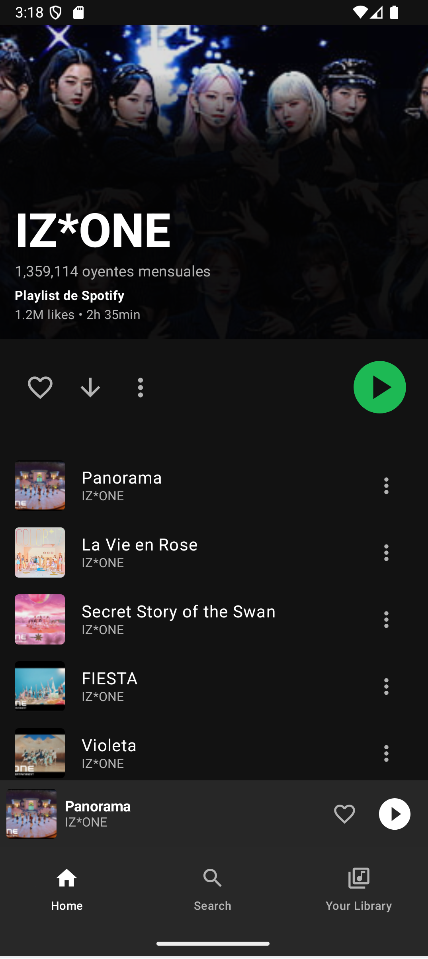 3:18
IZ*ONE
1,359,114 oyentes mensuales
Playlist de Spotify
1.2M likes • 2h 35min
Panorama
IZ*ONE
La Vie en Rose
IZ*ONE
Secret Story of the Swan
IZ*ONE
FIESTA
IZ*ONE
Violeta
IZ*ONE
Panorama
IZ*ONE
Home
Search
Your Library